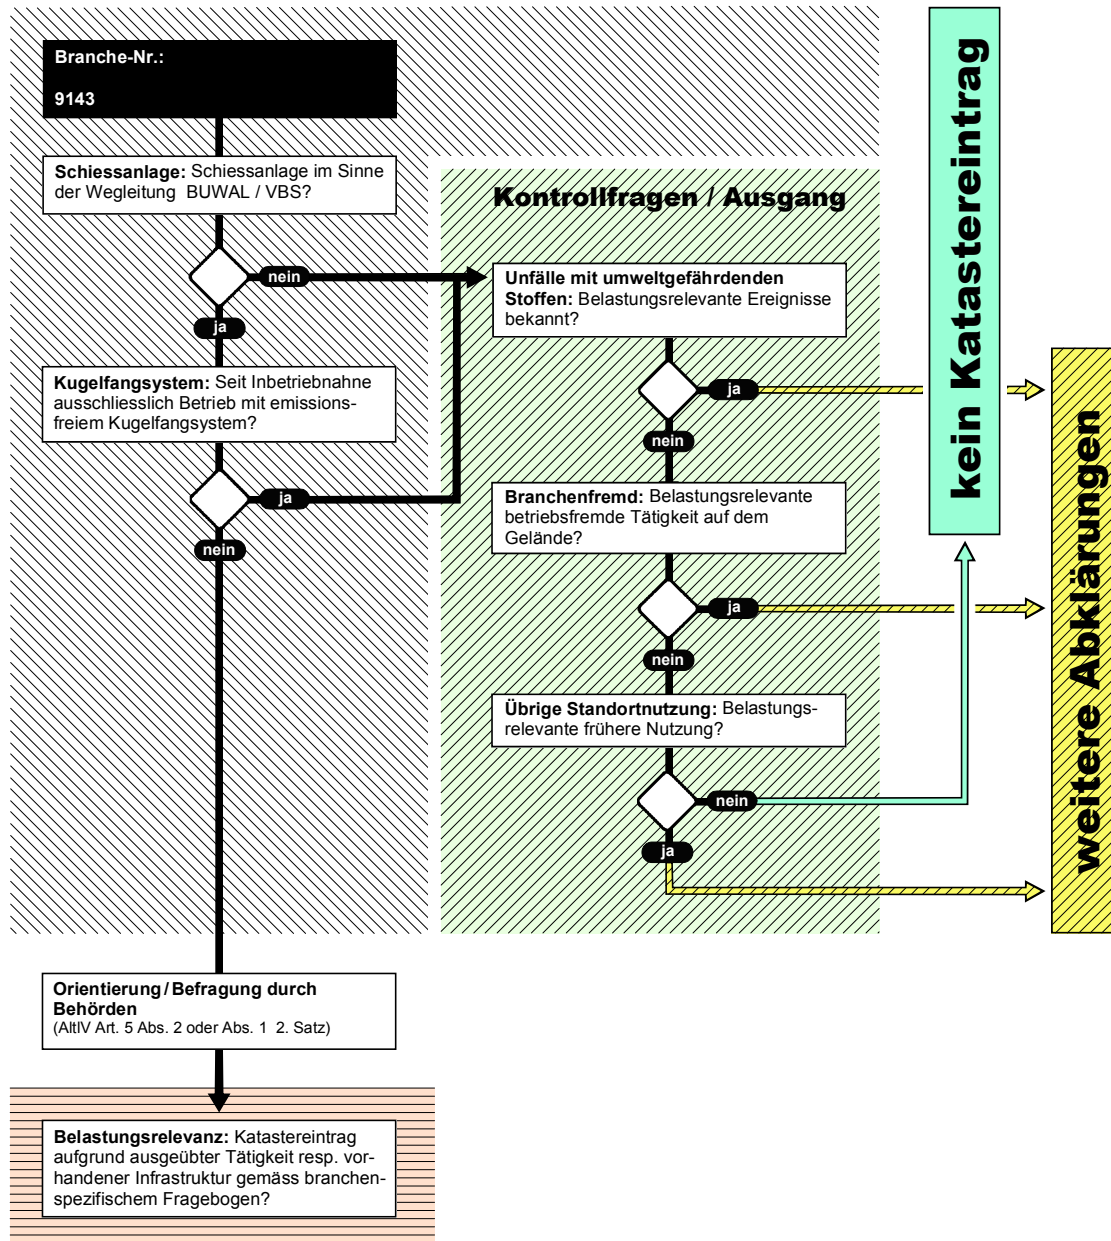 Branche-Nr.:
9143
Schiessanlage: Schiessanlage im Sinne
der Wegleitung BUWAL / VBS?
nein
ja
Kugelfangsystem: Seit Inbetriebnahme
ausschliesslich Betrieb mit emissions-
freiem Kugelfangsystem?
ja
nein
Orientierung / Befragung durch
Behörden
(AltlV Art. 5 Abs. 2 oder Abs. 1 2. Satz)
Belastungsrelevanz: Katastereintrag
aufgrund ausgeübter Tätigkeit resp. vor-
handener Infrastruktur gemäss branchen-
spezifischem Fragebogen?
Kontrollfragen / Ausgang
Unfälle mit umweltgefährdenden
Stoffen: Belastungsrelevante Ereignisse
bekannt?
ja
nein
Branchenfremd: Belastungsrelevante
betriebsfremde Tätigkeit auf dem
Gelände?
ja
nein
Übrige Standortnutzung: Belastungs-
relevante frühere Nutzung?
nein
ja
kein Katastereintrag
weitere Abklärungen